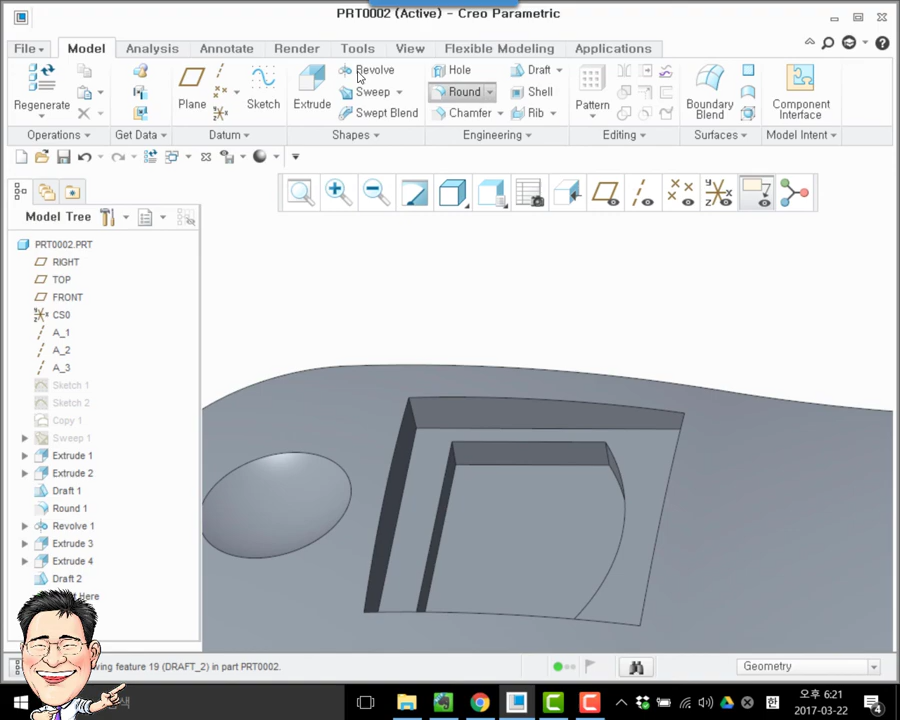 PRT0002 (Active) - Creo Parametric
File Model Analysis Annotate Render Tools View Flexible Modeling Applications
Regenerate Plane Sketch Extrude Revolve Sweep Swept Blend Hole Round Chamfer Draft Shell Rib Pattern Boundary Blend Component Interface
Operations Get Data Datum Shapes Engineering Editing Surfaces Model Intent
Model Tree
PRT0002.PRT
RIGHT
TOP
FRONT
CS0
A_1
A_2
A_3
Sketch 1
Sketch 2
Copy 1
Sweep 1
Extrude 1
Extrude 2
Draft 1
Round 1
Revolve 1
Extrude 3
Extrude 4
Draft 2
Here
feature 19 (DRAFT_2) in part PRT0002.
Geometry
한
오후 6:21
2017-03-22
4